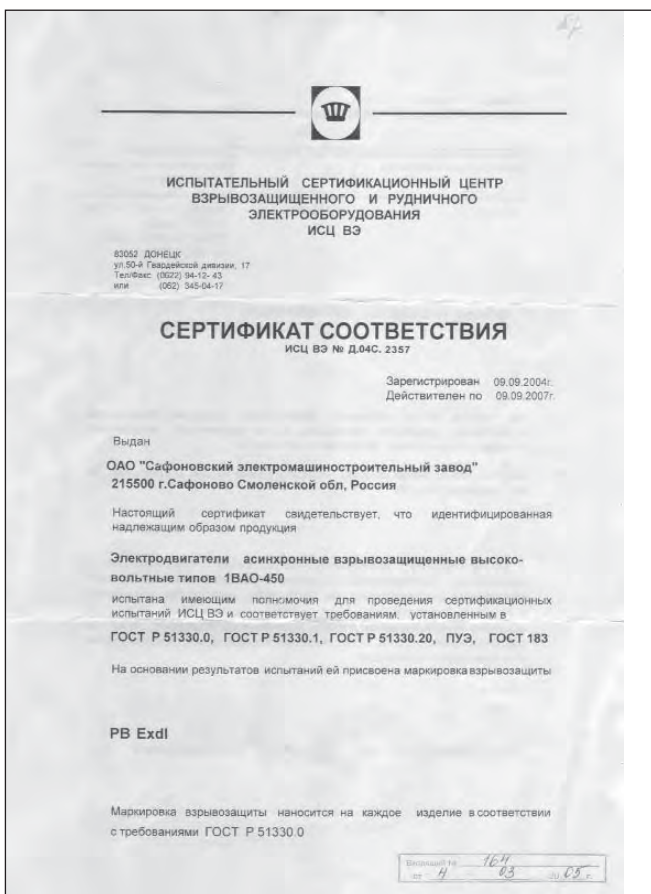 ИСПЫТАТЕЛЬНЫЙ СЕРТИФИКАЦИОННЫЙ ЦЕНТР
ВЗРЫВОЗАЩИЩЕННОГО И РУДНИЧНОГО
ЭЛЕКТРООБОРУДОВАНИЯ
ИСЦ ВЭ
83052 ДОНЕЦК
ул.50-й Гвардейской дивизии, 17
Тел/Факс (0622) 94-12-43
или (062) 345-04-17
СЕРТИФИКАТ СООТВЕТСТВИЯ
ИСЦ ВЭ № Д.04С. 2357
Зарегистрирован 09.09.2004г.
Действителен по 09.09.2007г.
Выдан
ОАО "Сафоновский электромашиностроительный завод"
215500 г.Сафоново Смоленской обл, Россия
Настоящий сертификат свидетельствует, что идентифицированная
надлежащим образом продукция
Электродвигатели асинхронные взрывозащищенные высоко-
вольтные типов 1ВАО-450
испытана имеющим полномочия для проведения сертификационных
испытаний ИСЦ ВЭ и соответствует требованиям, установленным в
ГОСТ Р 51330.0, ГОСТ Р 51330.1, ГОСТ Р 51330.20, ПУЭ, ГОСТ 183
На основании результатов испытаний ей присвоена маркировка взрывозащиты
РВ ExdI
Маркировка взрывозащиты наносится на каждое изделие в соответствии
с требованиями ГОСТ Р 51330.0
164
от 4 03 20 05 г.